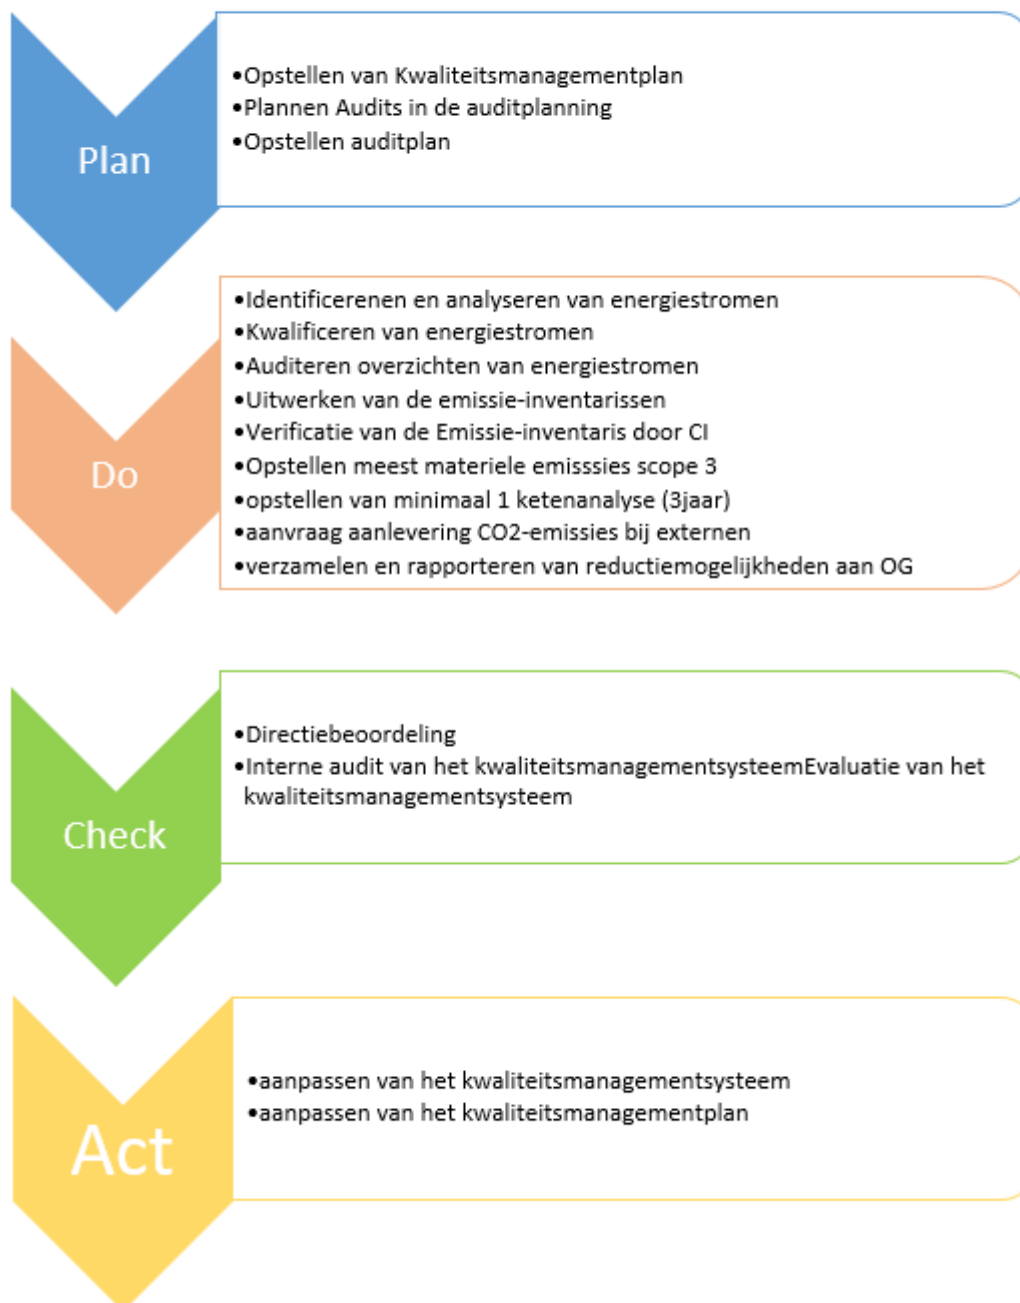 Plan
•Opstellen van Kwaliteitsmanagementplan
•Plannen Audits in de auditplanning
•Opstellen auditplan
Do
•Identificerenen en analyseren van energiestromen
•Kwalificeren van energiestromen
•Auditeren overzichten van energiestromen
•Uitwerken van de emissie-inventarissen
•Verificatie van de Emissie-inventaris door CI
•Opstellen meest materiele emisssies scope 3
•opstellen van minimaal 1 ketenanalyse (3jaar)
•aanvraag aanlevering CO2-emissies bij externen
•verzamelen en rapporteren van reductiemogelijkheden aan OG
Check
•Directiebeoordeling
•Interne audit van het kwaliteitsmanagementsysteemEvaluatie van het
kwaliteitsmanagementsysteem
Act
•aanpassen van het kwaliteitsmanagementsysteem
•aanpassen van het kwaliteitsmanagementplan